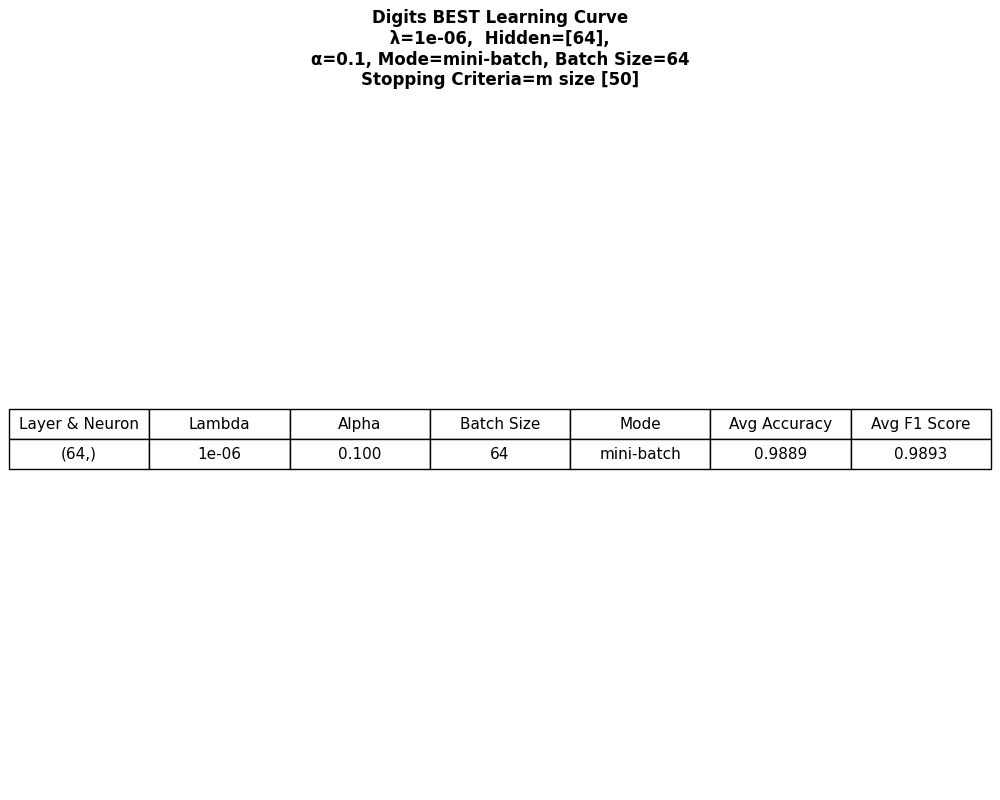 Digits BEST Learning Curve
λ=1e-06,  Hidden=[64],
α=0.1, Mode=mini-batch, Batch Size=64
Stopping Criteria=m size [50]
Layer & Neuron Lambda Alpha Batch Size Mode Avg Accuracy Avg F1 Score
(64,) 1e-06 0.100 64 mini-batch 0.9889 0.9893